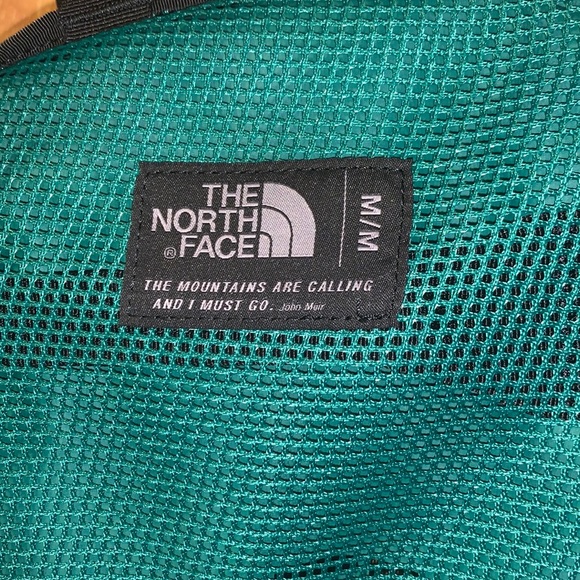 THE
NORTH
FACE®
M/M
THE MOUNTAINS ARE CALLING
AND I MUST GO. John Muir